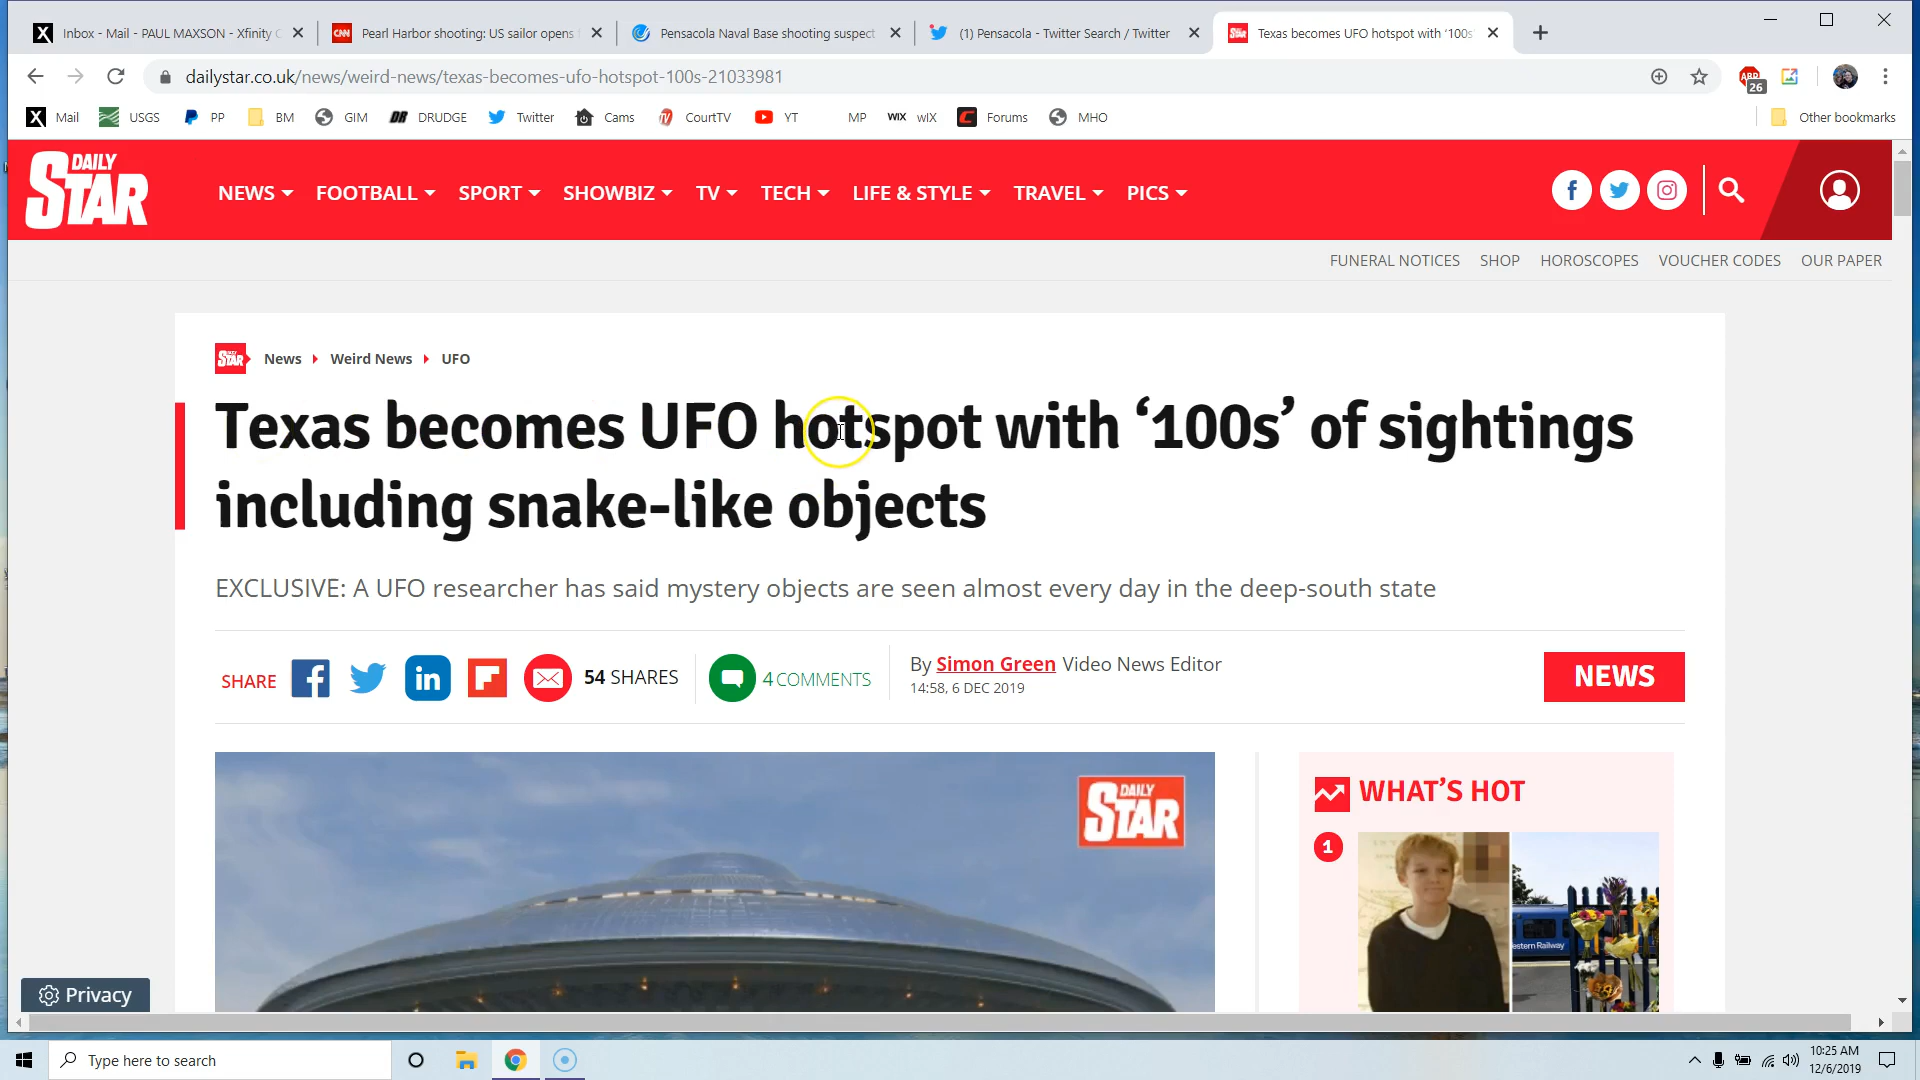 Inbox - Mail - PAUL MAXSON - Xfinity C
CNN
Pearl Harbor shooting: US sailor opens f
Pensacola Naval Base shooting suspect
(1) Pensacola - Twitter Search / Twitter
Texas becomes UFO hotspot with ‘100s’
dailystar.co.uk/news/weird-news/texas-becomes-ufo-hotspot-100s-21033981
ABP
26
Mail
USGS
PP
BM
GIM
DR DRUDGE
Twitter
Cams
CourtTV
YT
MP
WIX wIX
Forums
MHO
Other bookmarks
DAILY
STAR
NEWS
FOOTBALL
SPORT
SHOWBIZ
TV
TECH
LIFE & STYLE
TRAVEL
PICS
FUNERAL NOTICES
SHOP
HOROSCOPES
VOUCHER CODES
OUR PAPER
News
Weird News
UFO
Texas becomes UFO hotspot with ‘100s’ of sightings
including snake-like objects
EXCLUSIVE: A UFO researcher has said mystery objects are seen almost every day in the deep-south state
SHARE
54 SHARES
4 COMMENTS
By Simon Green Video News Editor
14:58, 6 DEC 2019
NEWS
DAILY
STAR
WHAT’S HOT
1
estern Railway
Privacy
Type here to search
10:25 AM
12/6/2019